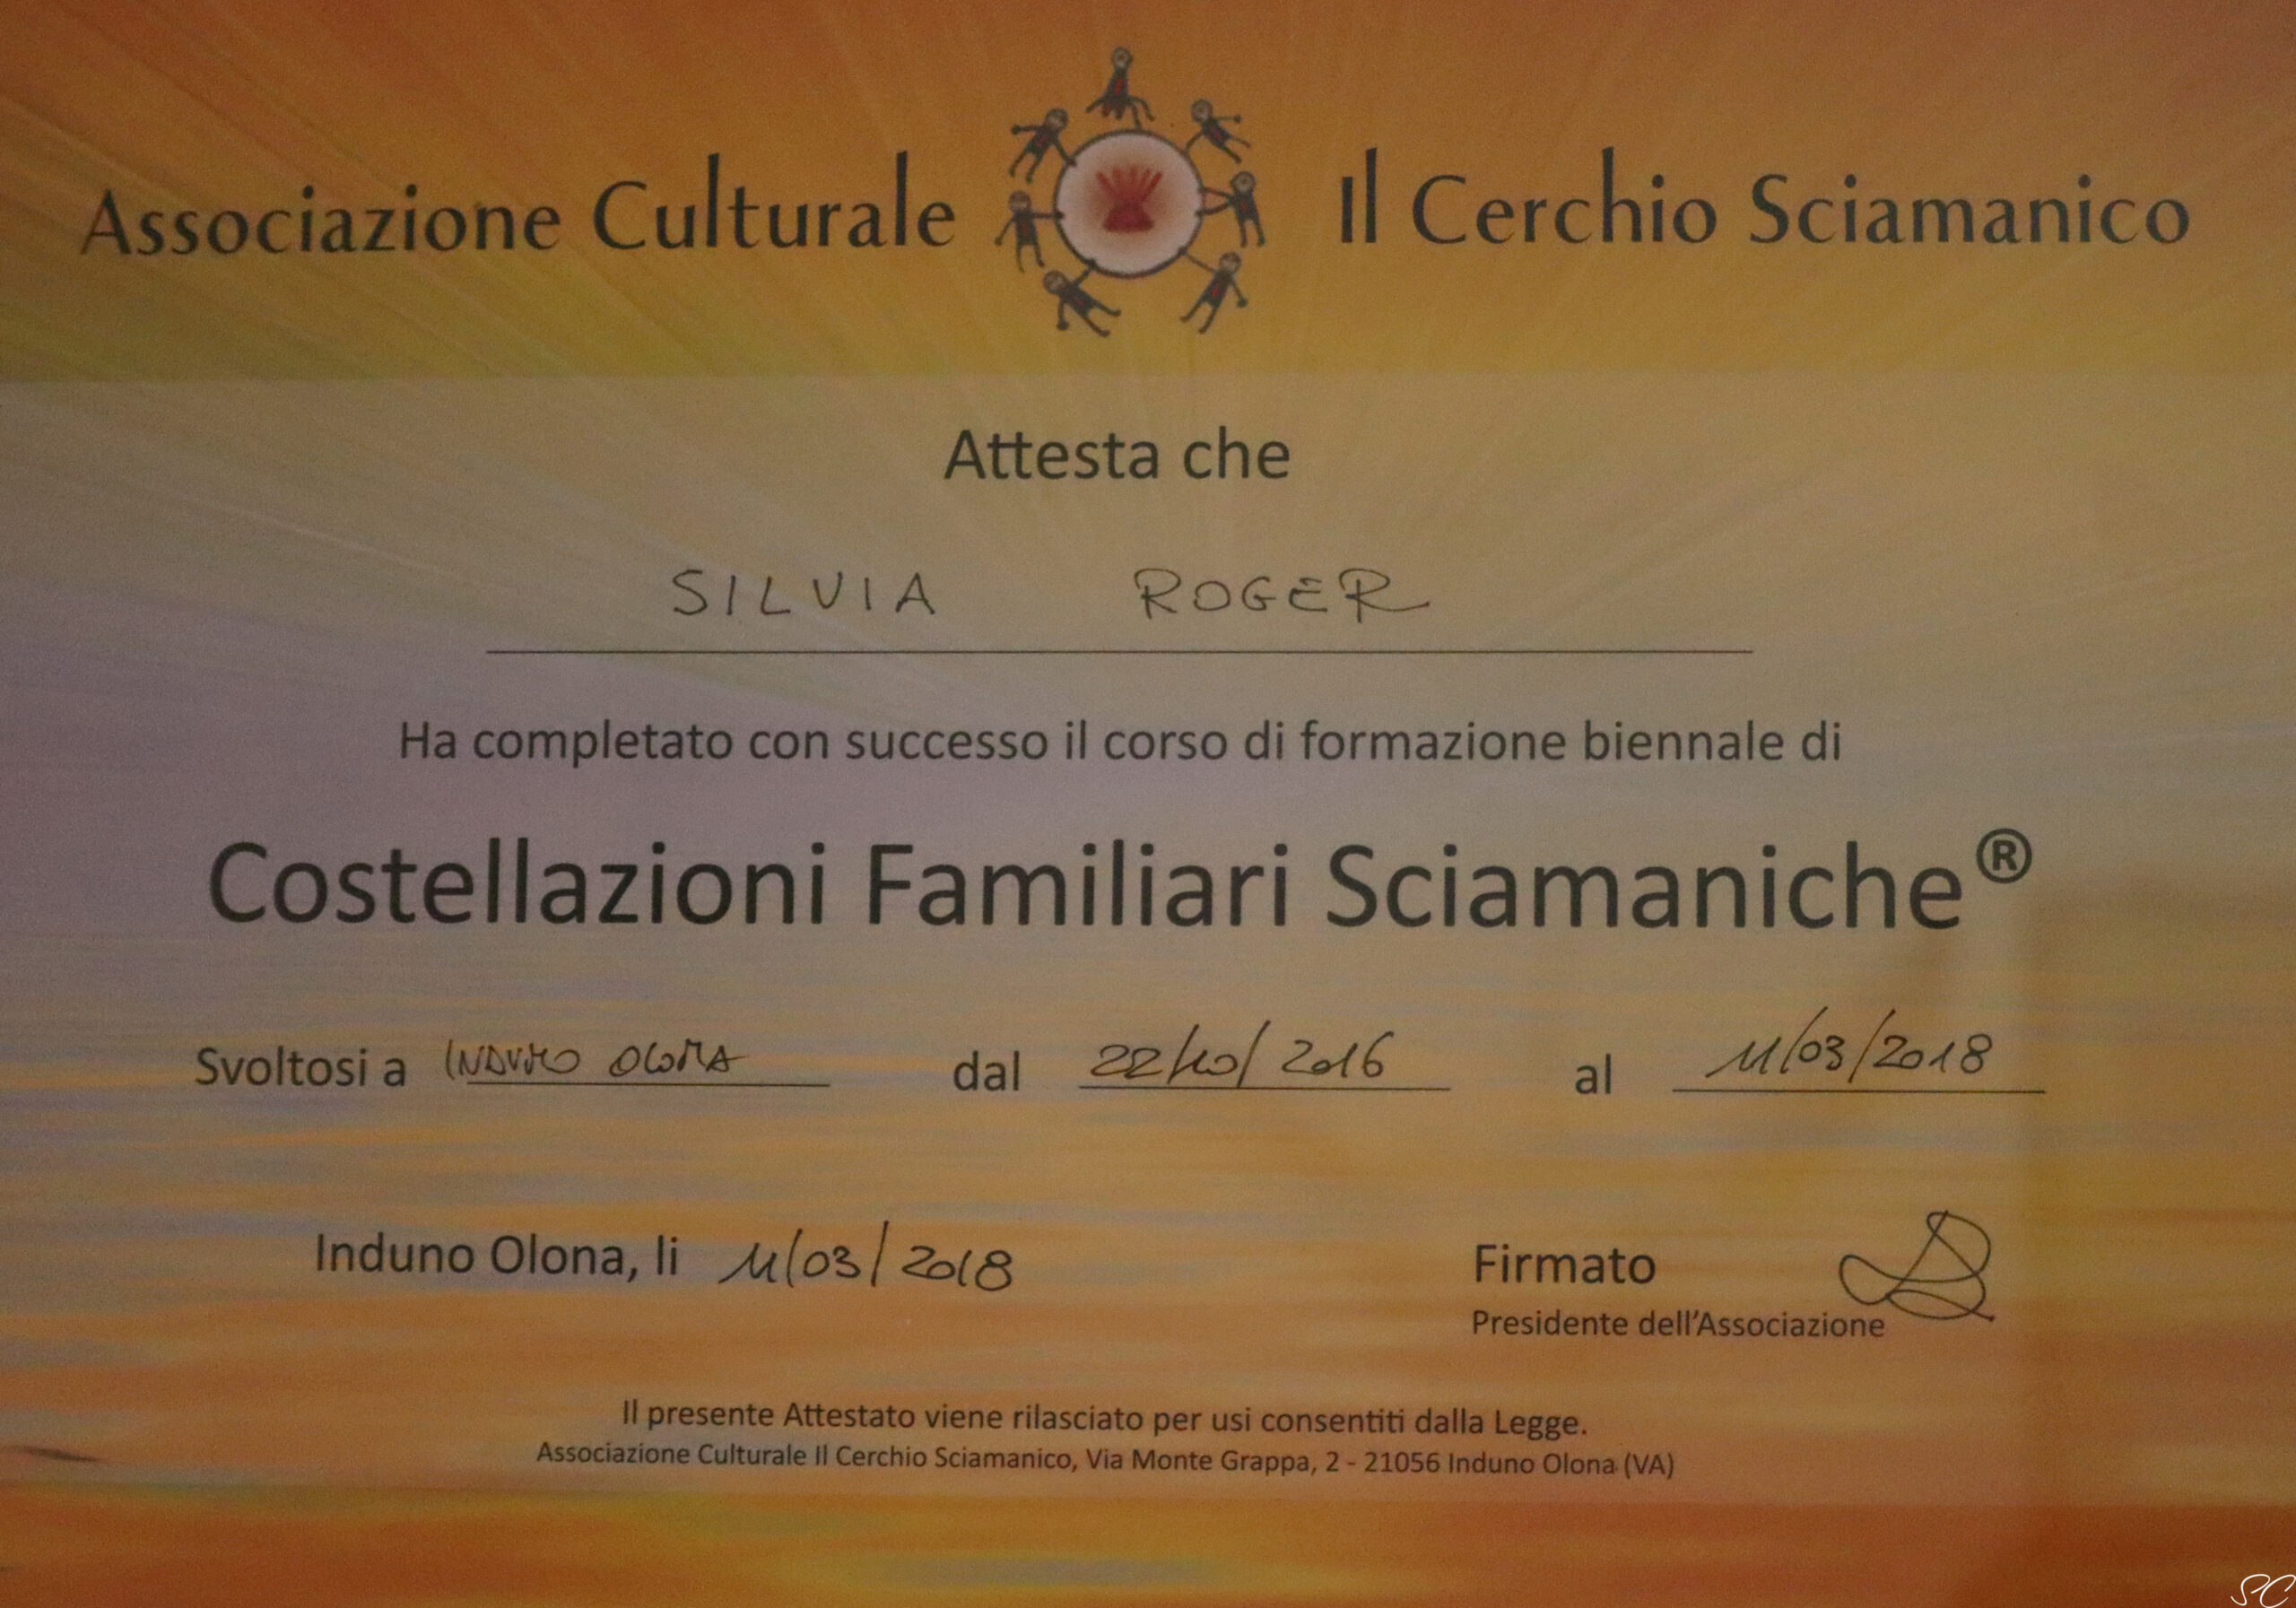 Associazione Culturale Il Cerchio Sciamanico
Attesta che
SILVIA ROGER
Ha completato con successo il corso di formazione biennale di
Costellazioni Familiari Sciamaniche®
Svoltosi a INDUNO OLONA dal 22/10/2016 al 11/03/2018
Induno Olona, li 11/03/2018
Firmato
Presidente dell'Associazione
Il presente Attestato viene rilasciato per usi consentiti dalla Legge.
Associazione Culturale Il Cerchio Sciamanico, Via Monte Grappa, 2 - 21056 Induno Olona (VA)
SC